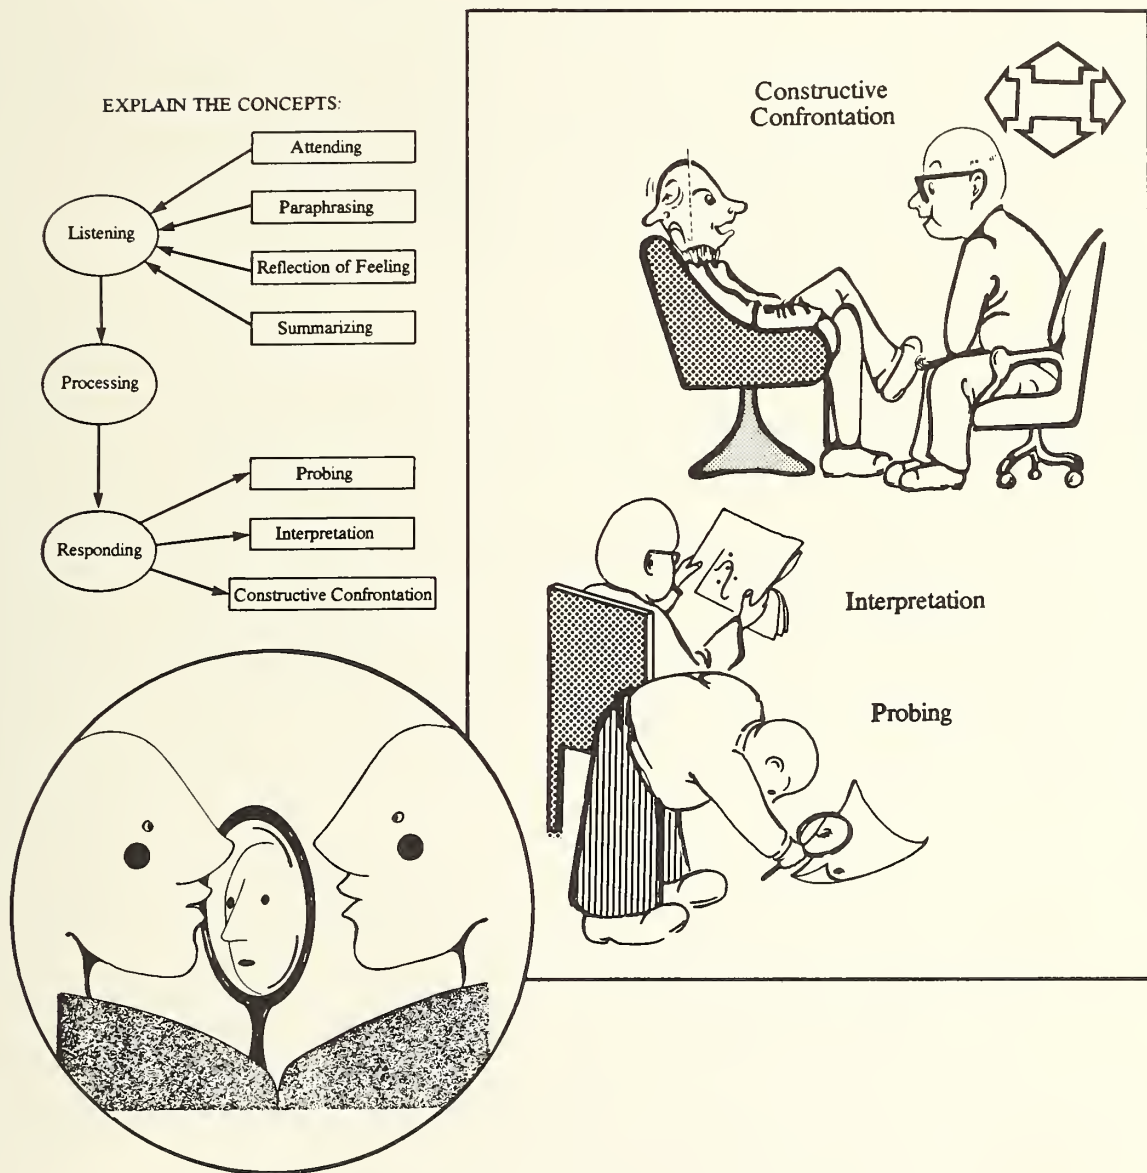 EXPLAIN THE CONCEPTS:
Attending
Paraphrasing
Listening
Reflection of Feeling
Summarizing
Processing
Probing
Responding
Interpretation
Constructive Confrontation
Constructive
Confrontation
Interpretation
Probing